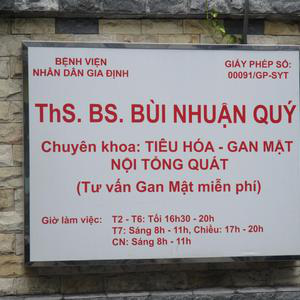 BỆNH VIỆN
NHÂN DÂN GIA ĐỊNH
GIẤY PHÉP SỐ:
00091/GP-SYT
ThS. BS. BÙI NHUẬN QUÝ
Chuyên khoa: TIÊU HÓA - GAN MẬT
NỘI TỔNG QUÁT
(Tư vấn Gan Mật miễn phí)
Giờ làm việc: T2 - T6: Tối 16h30 - 20h
T7: Sáng 8h - 11h, Chiều: 17h - 20h
CN: Sáng 8h - 11h